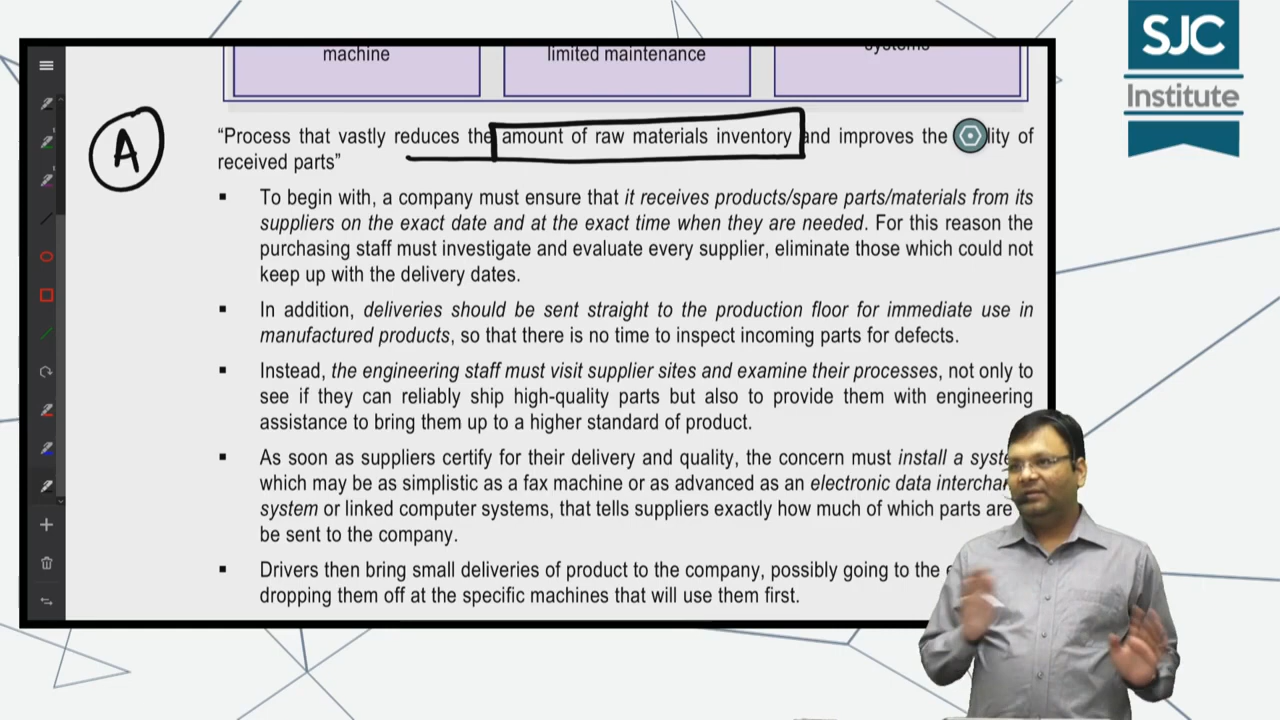 SJC
Institute
machine
limited maintenance
systems
A
“Process that vastly reduces the amount of raw materials inventory and improves the lity of
received parts”
▪ To begin with, a company must ensure that it receives products/spare parts/materials from its
suppliers on the exact date and at the exact time when they are needed. For this reason the
purchasing staff must investigate and evaluate every supplier, eliminate those which could not
keep up with the delivery dates.
▪ In addition, deliveries should be sent straight to the production floor for immediate use in
manufactured products, so that there is no time to inspect incoming parts for defects.
▪ Instead, the engineering staff must visit supplier sites and examine their processes, not only to
see if they can reliably ship high-quality parts but also to provide them with engineering
assistance to bring them up to a higher standard of product.
▪ As soon as suppliers certify for their delivery and quality, the concern must install a syste
which may be as simplistic as a fax machine or as advanced as an electronic data interchan
system or linked computer systems, that tells suppliers exactly how much of which parts are
be sent to the company.
▪ Drivers then bring small deliveries of product to the company, possibly going to the
dropping them off at the specific machines that will use them first.